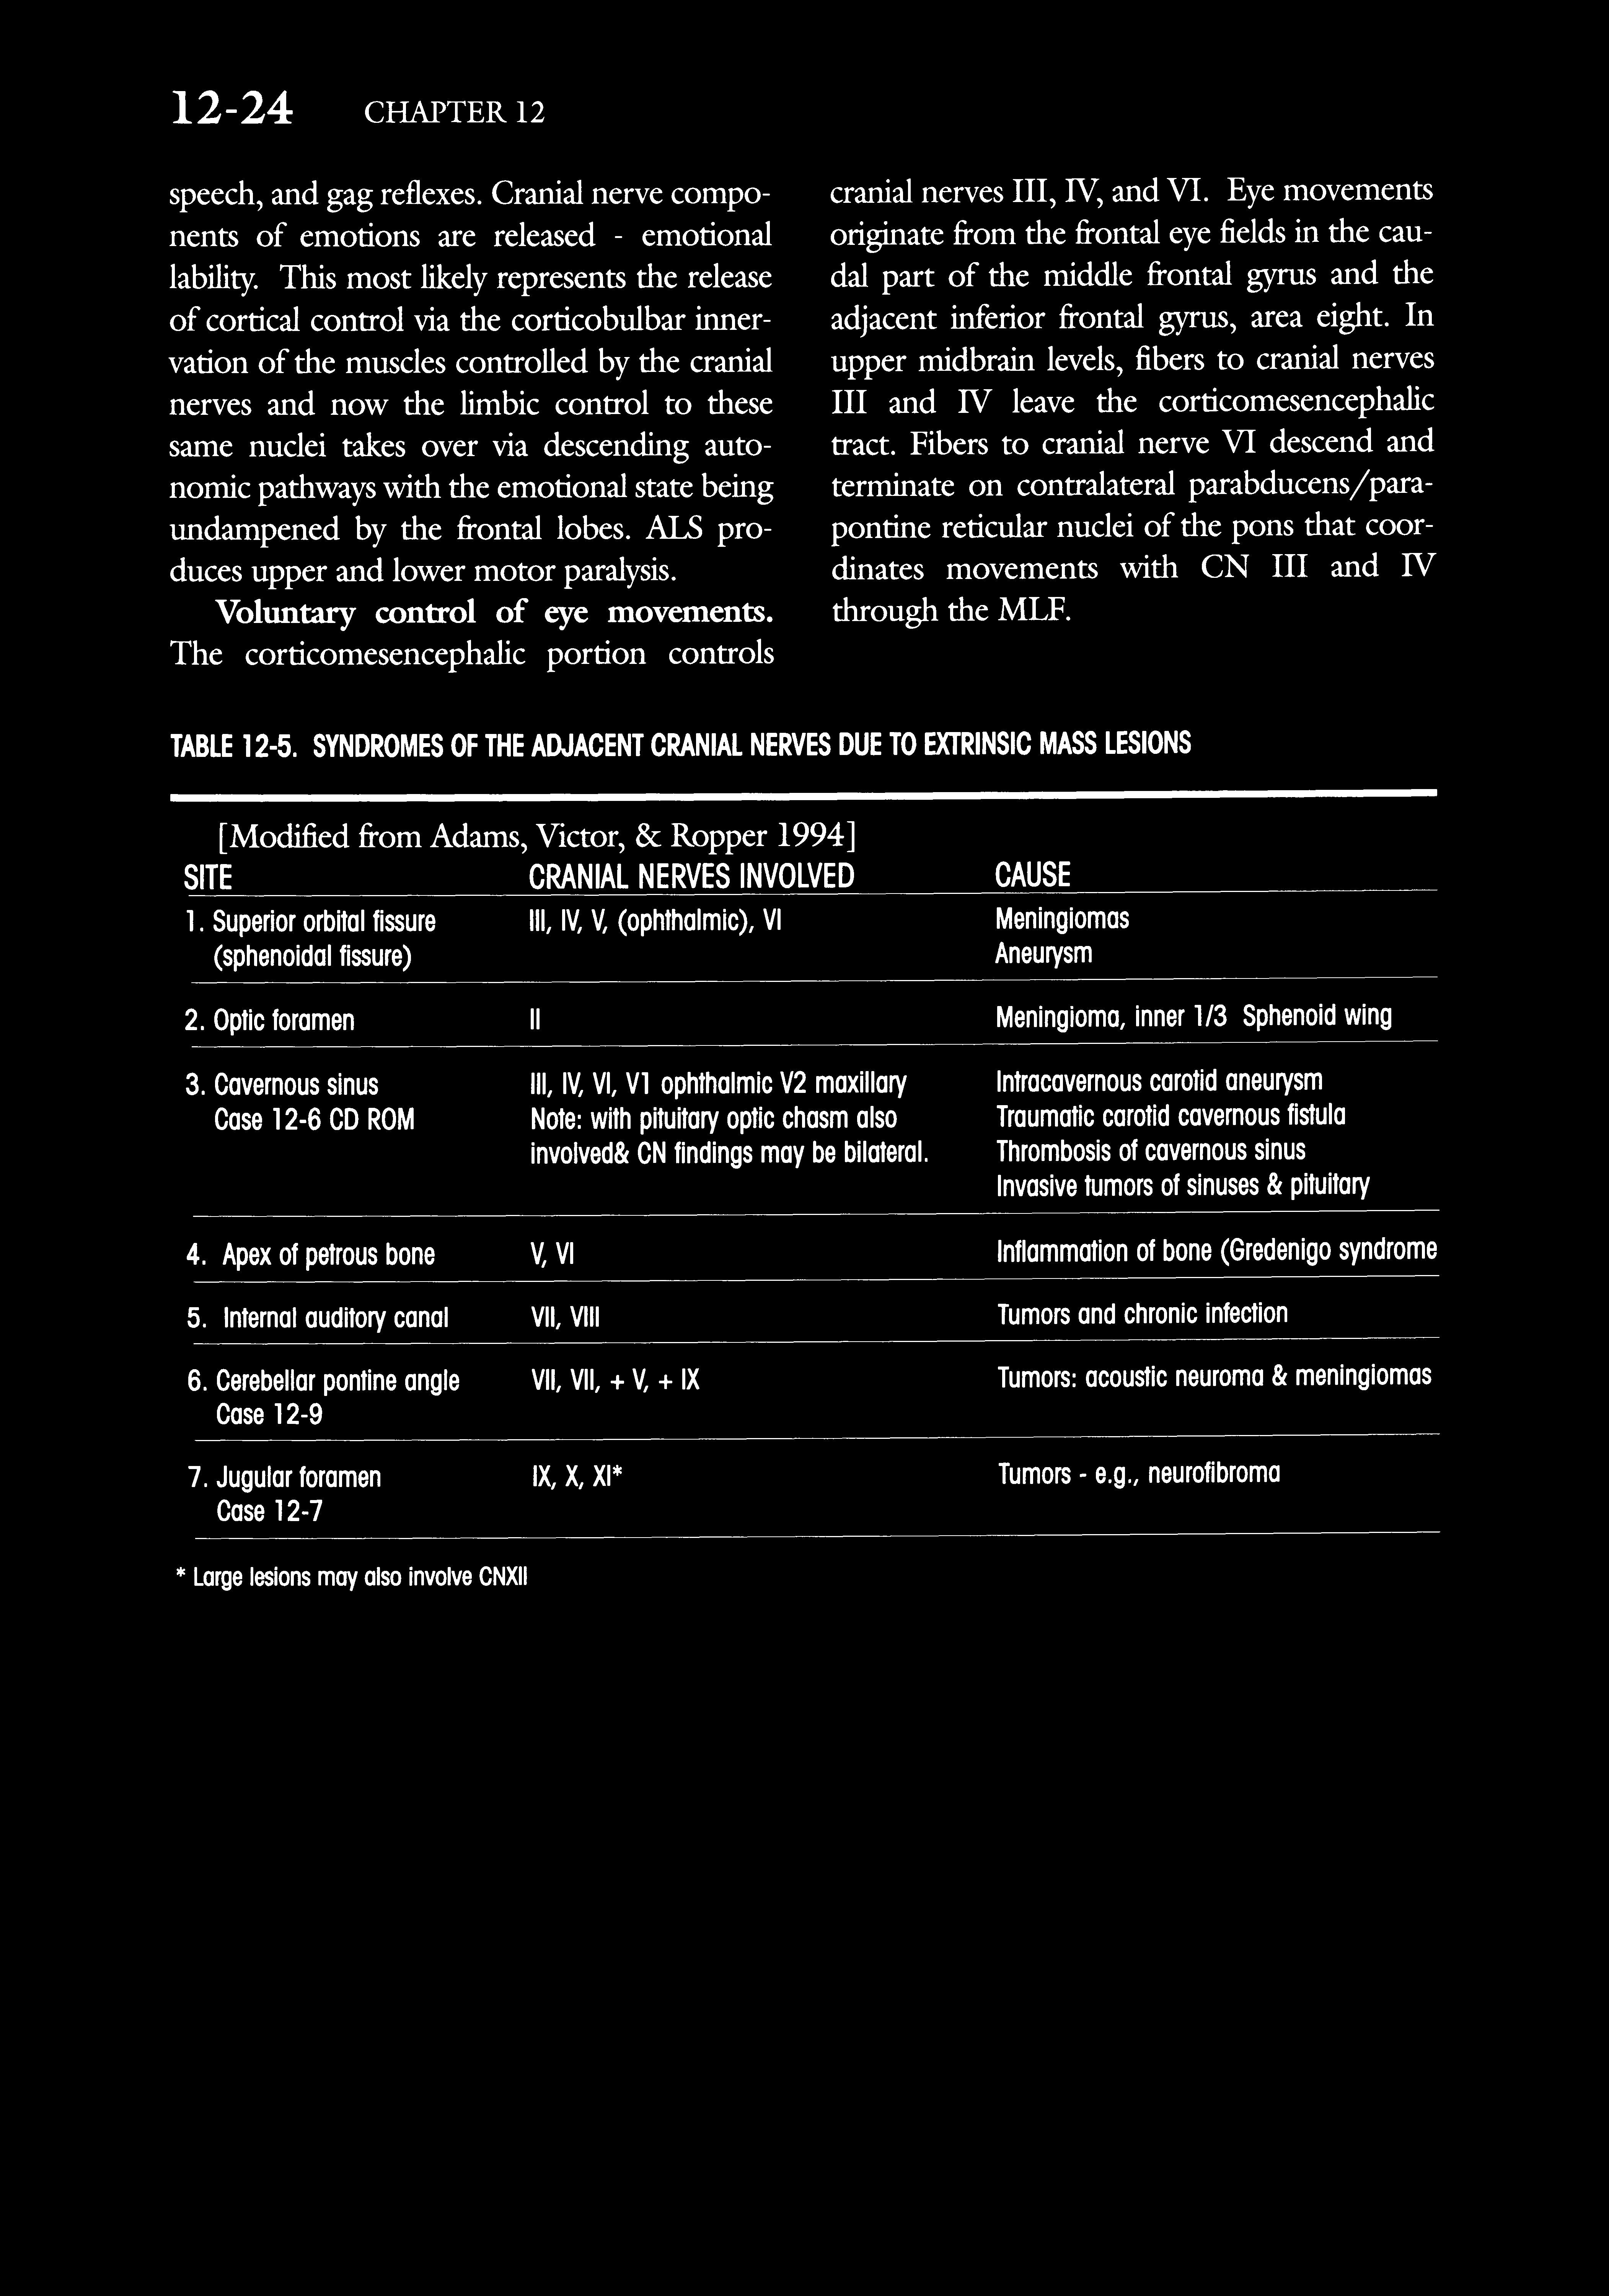 12-24 CHAPTER 12
speech, and gag reflexes. Cranial nerve compo-
nents of emotions are released - emotional
lability. This most likely represents the release
of cortical control via the corticobulbar inner-
vation of the muscles controlled by the cranial
nerves and now the limbic control to these
same nuclei takes over via descending auto-
nomic pathways with the emotional state being
undampened by the frontal lobes. ALS pro-
duces upper and lower motor paralysis.
Voluntary control of eye movements.
The corticomesencephalic portion controls
cranial nerves III, IV, and VI. Eye movements
originate from the frontal eye fields in the cau-
dal part of the middle frontal gyrus and the
adjacent inferior frontal gyrus, area eight. In
upper midbrain levels, fibers to cranial nerves
III and IV leave the corticomesencephalic
tract. Fibers to cranial nerve VI descend and
terminate on contralateral parabducens/para-
pontine reticular nuclei of the pons that coor-
dinates movements with CN III and IV
through the MLF.
TABLE 12-5. SYNDROMES OF THE ADJACENT CRANIAL NERVES DUE TO EXTRINSIC MASS LESIONS
[Modified from Adams, Victor, & Ropper 1994]
SITE CRANIAL NERVES INVOLVED CAUSE
1. Superior orbital fissure III, IV, V, (ophthalmic), VI Meningiomas
(sphenoidal fissure) Aneurysm
2. Optic foramen II Meningioma, inner 1/3 Sphenoid wing
3. Cavernous sinus III, IV, VI, V1 ophthalmic V2 maxillary Intracavernous carotid aneurysm
Case 12-6 CD ROM Note: with pituitary optic chasm also Traumatic carotid cavernous fistula
involved& CN findings may be bilateral. Thrombosis of cavernous sinus
Invasive tumors of sinuses & pituitary
4. Apex of petrous bone V, VI Inflammation of bone (Gredenigo syndrome
5. Internal auditory canal VII, VIII Tumors and chronic infection
6. Cerebellar pontine angle VII, VII, + V, + IX Tumors: acoustic neuroma & meningiomas
Case 12-9
7. Jugular foramen IX, X, XI* Tumors - e.g., neurofibroma
Case 12-7
* Large lesions may also involve CNXII